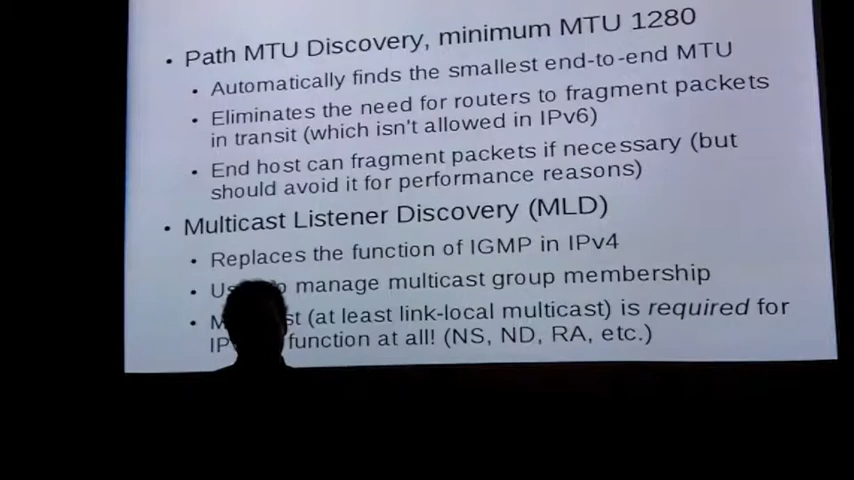 • Path MTU Discovery, minimum MTU 1280
• Automatically finds the smallest end-to-end MTU
• Eliminates the need for routers to fragment packets
in transit (which isn't allowed in IPv6)
• End host can fragment packets if necessary (but
should avoid it for performance reasons)
• Multicast Listener Discovery (MLD)
• Replaces the function of IGMP in IPv4
• manage multicast group membership
• (at least link-local multicast) is required for
function at all! (NS, ND, RA, etc.)